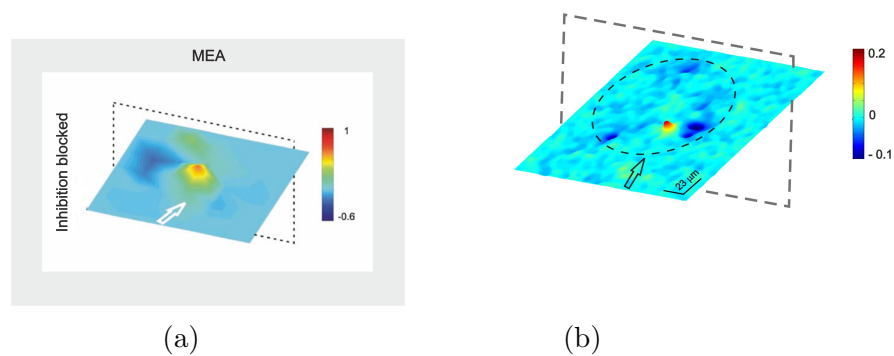 MEA
Inhibition blocked
1
-0.6
(a)
0.2
0
- 0.1
23 μm
(b)